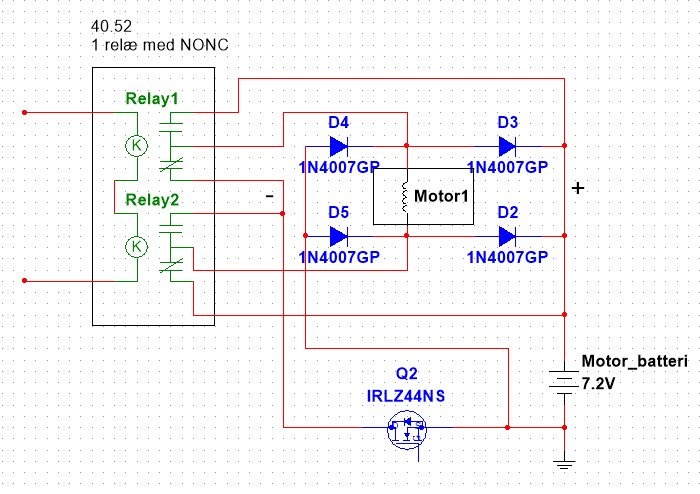 40.52
1 relæ med NONC
Relay1
K
Relay2
K
D4
1N4007GP
D3
1N4007GP
Motor1
D5
1N4007GP
D2
1N4007GP
-
+
Q2
IRLZ44NS
Motor_batteri
7.2V